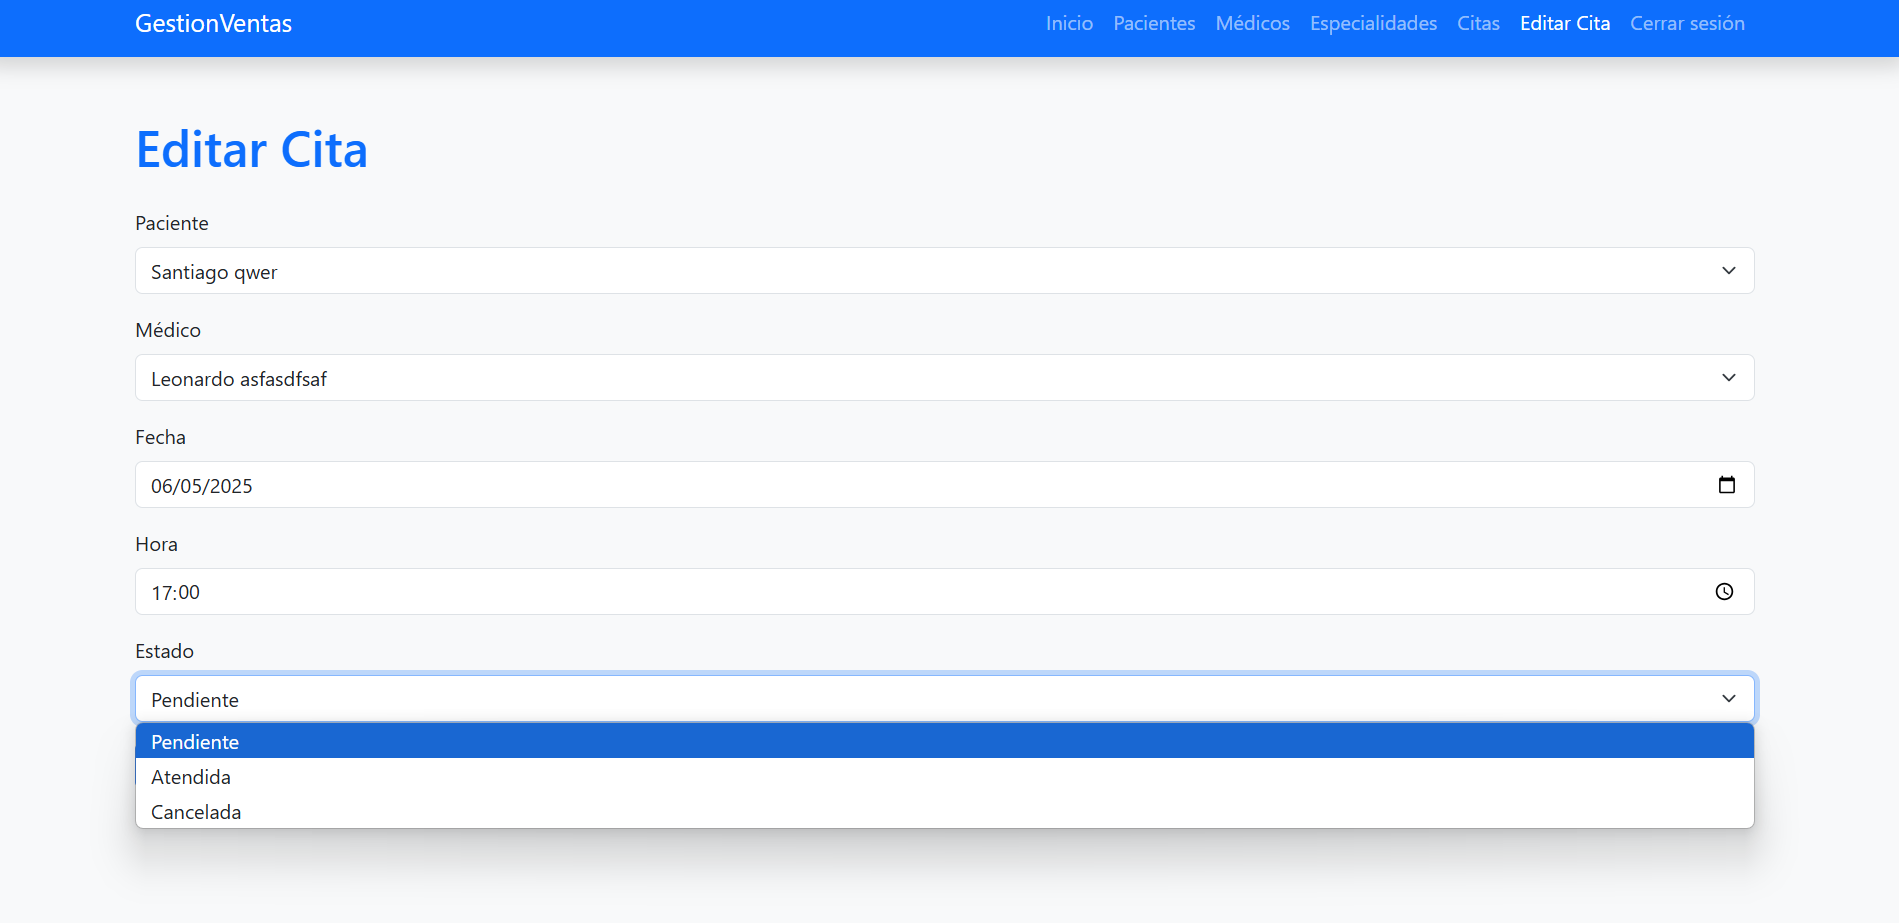 GestionVentas Inicio Pacientes Médicos Especialidades Citas Editar Cita Cerrar sesión
Editar Cita
Paciente
Santiago qwer
Médico
Leonardo asfasdfsaf
Fecha
06/05/2025
Hora
17:00
Estado
Pendiente
Pendiente
Atendida
Cancelada